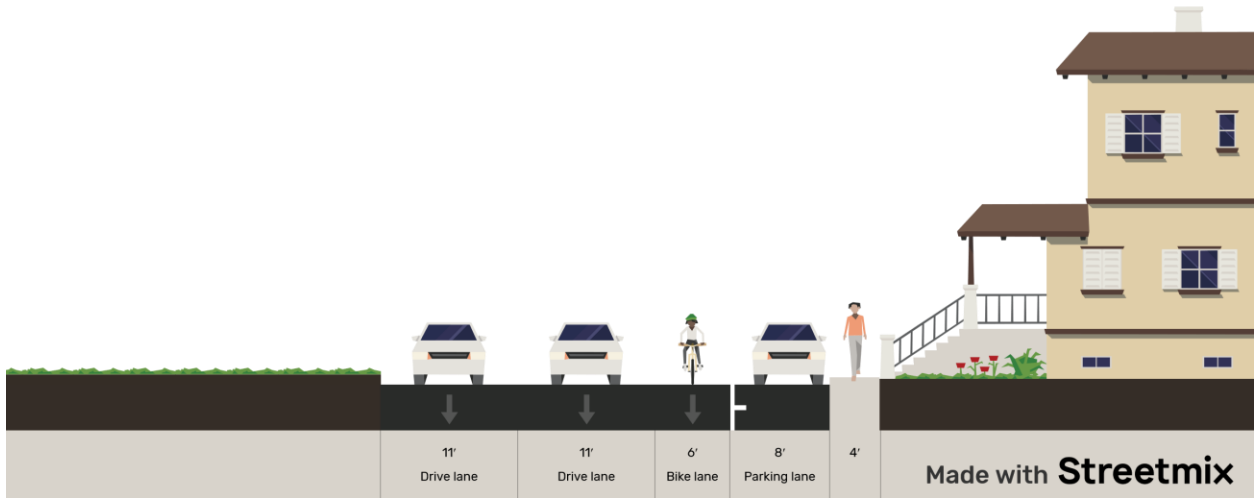 11′
Drive lane
11′
Drive lane
6′
Bike lane
8′
Parking lane
4′
Made with Streetmix